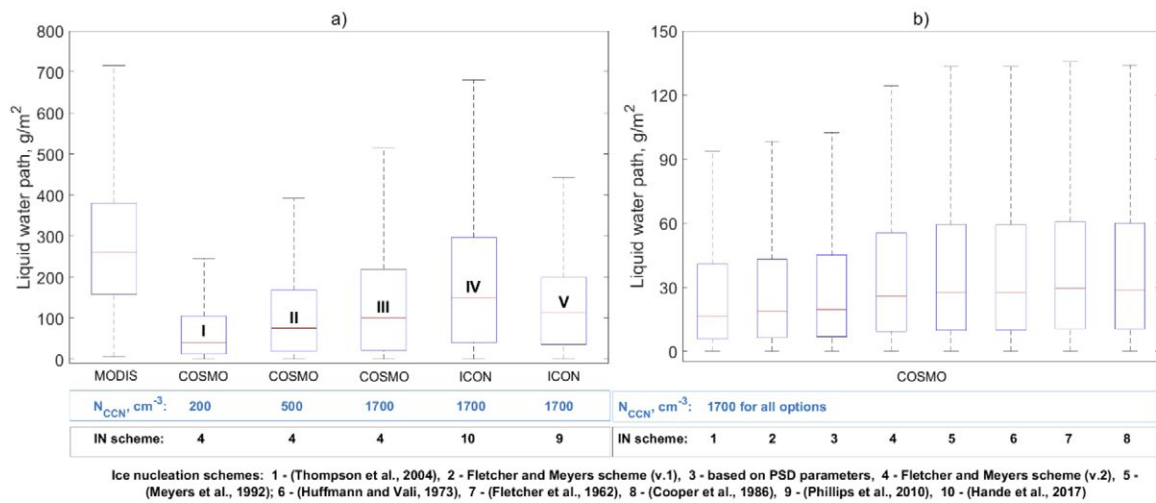 a)
800
700
600
500
400
300
200
100
0
Liquid water path, g/m²
I
II
III
IV
V
MODIS COSMO COSMO COSMO ICON ICON
N_CCN, cm⁻³: 200 500 1700 1700 1700
IN scheme: 4 4 4 10 9
b)
150
120
90
60
30
0
Liquid water path, g/m²
COSMO
N_CCN, cm⁻³: 1700 for all options
IN scheme: 1 2 3 4 5 6 7 8
Ice nucleation schemes: 1 - (Thompson et al., 2004), 2 - Fletcher and Meyers scheme (v.1), 3 - based on PSD parameters, 4 - Fletcher and Meyers scheme (v.2), 5 -
(Meyers et al., 1992); 6 - (Huffmann and Vali, 1973), 7 - (Fletcher et al., 1962), 8 - (Cooper et al., 1986), 9 - (Phillips et al., 2010), 10 - (Hande et al., 2017)